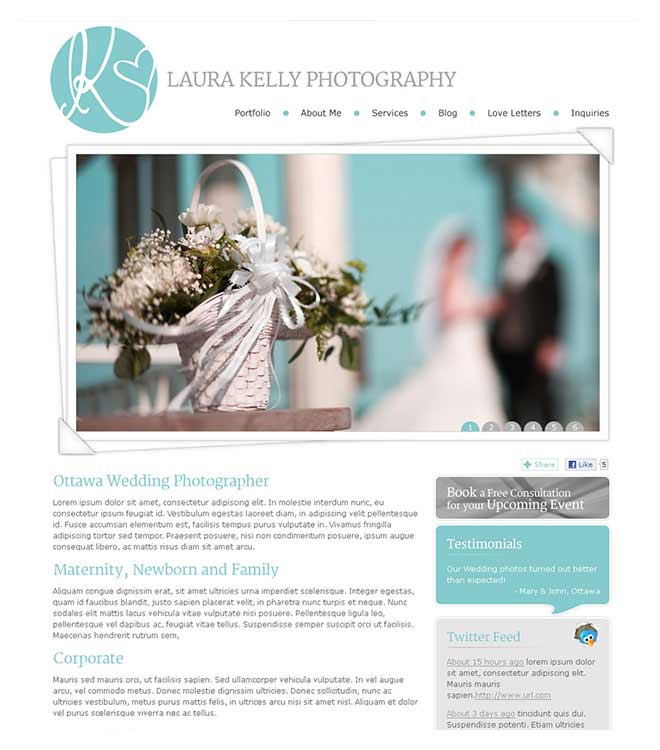 LAURA KELLY PHOTOGRAPHY
Portfolio About Me Services Blog Love Letters Inquiries
1 2 3 4 5 6
Share Like 5
Ottawa Wedding Photographer
Lorem ipsum dolor sit amet, consectetur adipiscing elit. In molestie interdum nunc, eu
consectetur ipsum feugiat id. Vestibulum egestas laoreet diam, in adipiscing velit pellentesque
id. Fusce accumsan elementum est, facilisis tempus purus vulputate in. Vivamus fringilla
adipiscing tortor sed tempor. Praesent posuere, nisi non condimentum posuere, ipsum augue
consequat libero, ac mattis risus diam sit amet arcu.
Maternity, Newborn and Family
Aliquam congue dignissim erat, sit amet ultricies urna imperdiet scelerisque. Integer egestas,
quam id faucibus blandit, justo sapien placerat velit, in pharetra nunc turpis et neque. Nunc
sodales elit mattis lacus vehicula vitae vulputate nisi posuere. Pellentesque ligula leo,
pellentesque vel dapibus ac, feugiat vitae tellus. Suspendisse semper suscipit orci ut facilisis.
Maecenas hendrerit rutrum sem,
Corporate
Mauris sed mauris orci, ut facilisis sapien. Sed ullamcorper vehicula vulputate. In vel augue
arcu, vel commodo metus. Donec molestie dignissim ultricies. Donec sollicitudin, nunc ac
ultricies vestibulum, metus purus mattis felis, in ultrices arcu nisi sit amet nisl. Aliquam et dolor
vel purus scelerisque viverra nec ac tellus.
Book a Free Consultation
for your Upcoming Event
Testimonials
Our Wedding photos turned out better
than expected!
- Mary & John, Ottawa
Twitter Feed
About 15 hours ago lorem ipsum dolor
sit amet, consectetur adipiscing elit.
Mauris mauris
sapien.http://www.url.com
About 3 days ago tincidunt quis dui.
Suspendisse potenti. Etiam ultricies